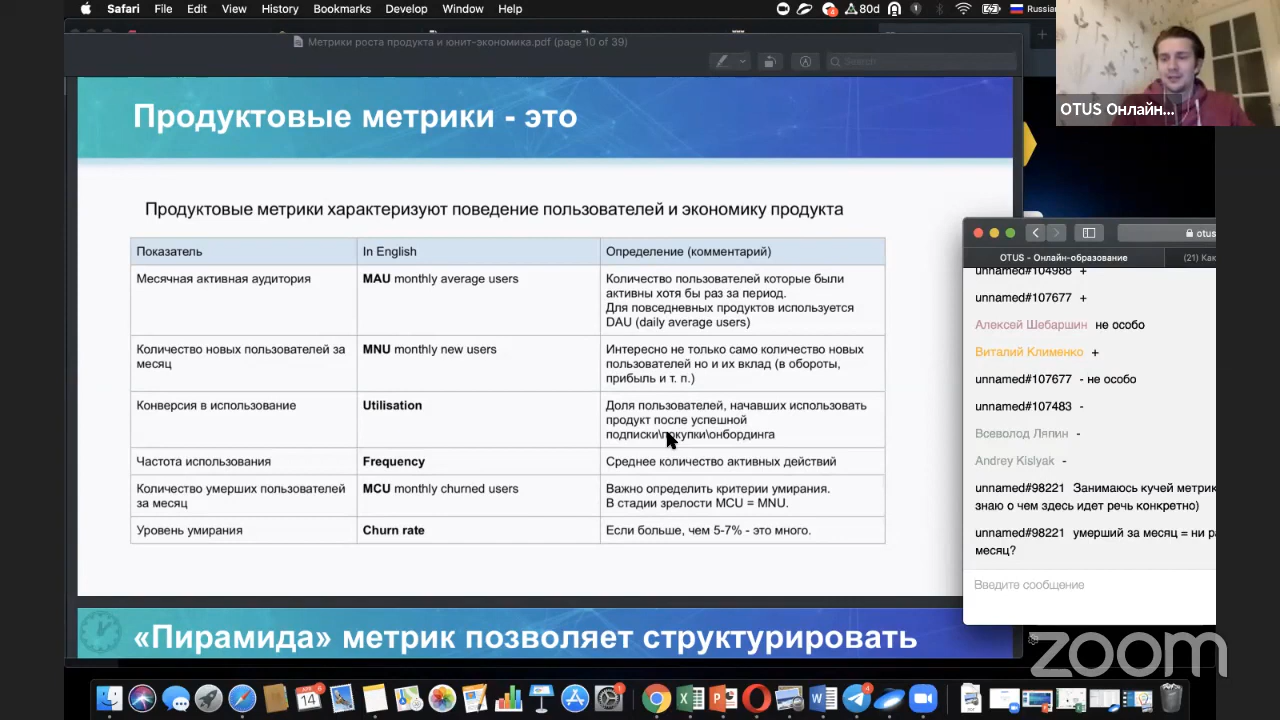 Safari File Edit View History Bookmarks Develop Window Help
80d
Russian
Метрики роста продукта и юнит-экономика.pdf (page 10 of 39)
Search
OTUS Онлайн...
Продуктовые метрики - это
Продуктовые метрики характеризуют поведение пользователей и экономику продукта
Показатель In English Определение (комментарий)
Месячная активная аудитория MAU monthly average users Количество пользователей которые были
активны хотя бы раз за период.
Для повседневных продуктов используется
DAU (daily average users)
Количество новых пользователей за
месяц
MNU monthly new users Интересно не только само количество новых
пользователей но и их вклад (в обороты,
прибыль и т. п.)
Конверсия в использование Utilisation Доля пользователей, начавших использовать
продукт после успешной
подписки\покупки\онбординга
Частота использования Frequency Среднее количество активных действий
Количество умерших пользователей
за месяц
MCU monthly churned users Важно определить критерии умирания.
В стадии зрелости MCU = MNU.
Уровень умирания Churn rate Если больше, чем 5-7% - это много.
«Пирамида» метрик позволяет структурировать
otus
OTUS - Онлайн-образование (21) Как
unnamed#104988 +
unnamed#107677 +
Алексей Шебаршин не особо
Виталий Клименко +
unnamed#107677 - не особо
unnamed#107483 -
Всеволод Ляпин -
Andrey Kislyak -
unnamed#98221 Занимаюсь кучей метрик
знаю о чем здесь идет речь конкретно)
unnamed#98221 умерший за месяц = ни ра
месяц?
Введите сообщение
zoom